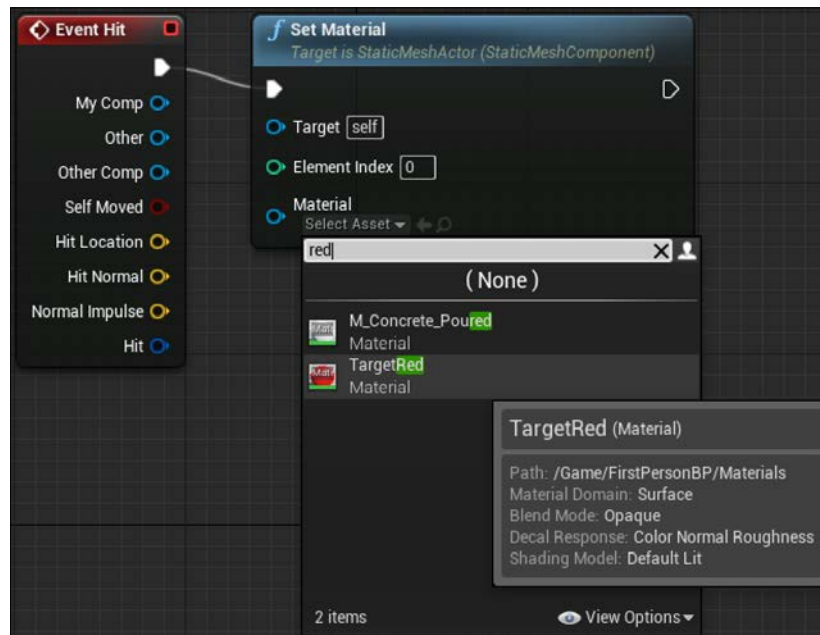 Event Hit
My Comp
Other
Other Comp
Self Moved
Hit Location
Hit Normal
Normal Impulse
Hit
Set Material
Target is StaticMeshActor (StaticMeshComponent)
Target self
Element Index 0
Material
Select Asset
red
( None )
M_Concrete_Poured
Material
TargetRed
Material
TargetRed (Material)
Path: /Game/FirstPersonBP/Materials
Material Domain: Surface
Blend Mode: Opaque
Decal Response: Color Normal Roughness
Shading Model: Default Lit
2 items View Options